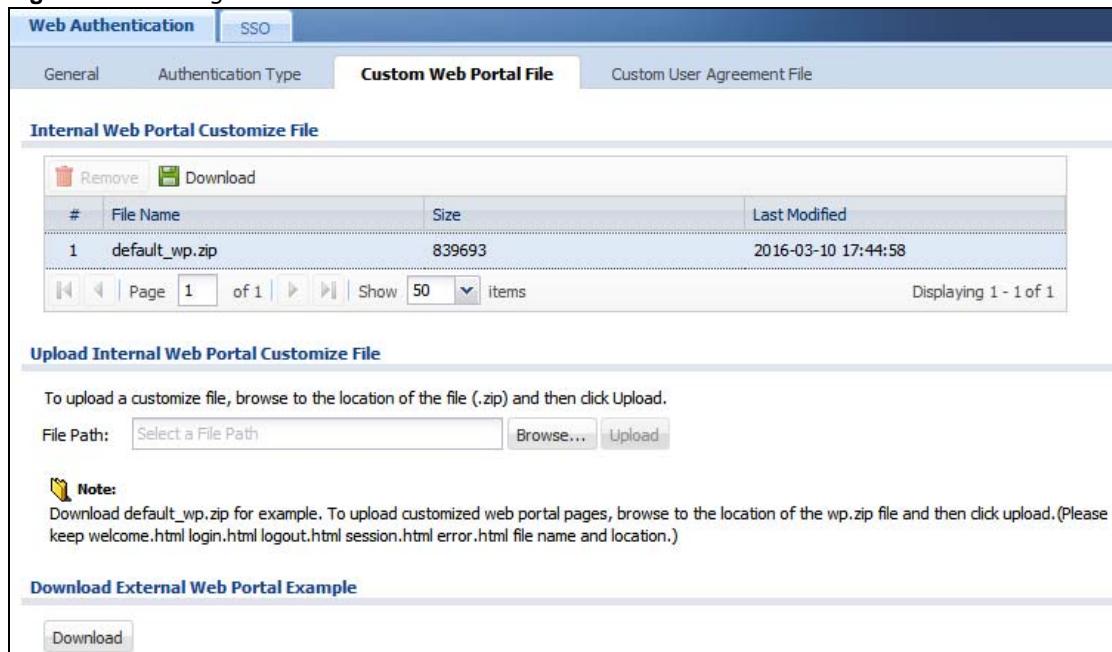 Web Authentication SSO
General Authentication Type Custom Web Portal File Custom User Agreement File
Internal Web Portal Customize File
Remove Download
# File Name Size Last Modified
1 default_wp.zip 839693 2016-03-10 17:44:58
Page 1 of 1 Show 50 items Displaying 1 - 1 of 1
Upload Internal Web Portal Customize File
To upload a customize file, browse to the location of the file (.zip) and then click Upload.
File Path: Select a File Path Browse... Upload
Note:
Download default_wp.zip for example. To upload customized web portal pages, browse to the location of the wp.zip file and then click upload.(Please
keep welcome.html login.html logout.html session.html error.html file name and location.)
Download External Web Portal Example
Download